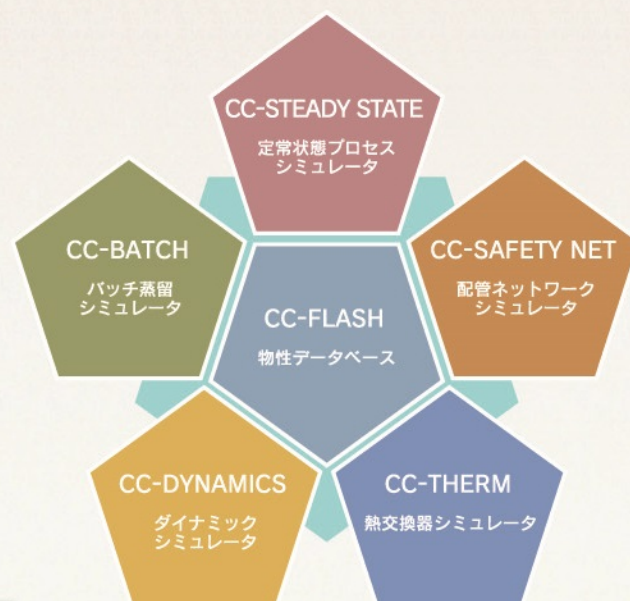 CC-STEADY STATE
定常状態プロセス
シミュレータ
CC-BATCH
バッチ蒸留
シミュレータ
CC-SAFETY NET
配管ネットワーク
シミュレータ
CC-FLASH
物性データベース
CC-DYNAMICS
ダイナミック
シミュレータ
CC-THERM
熱交換器シミュレータ